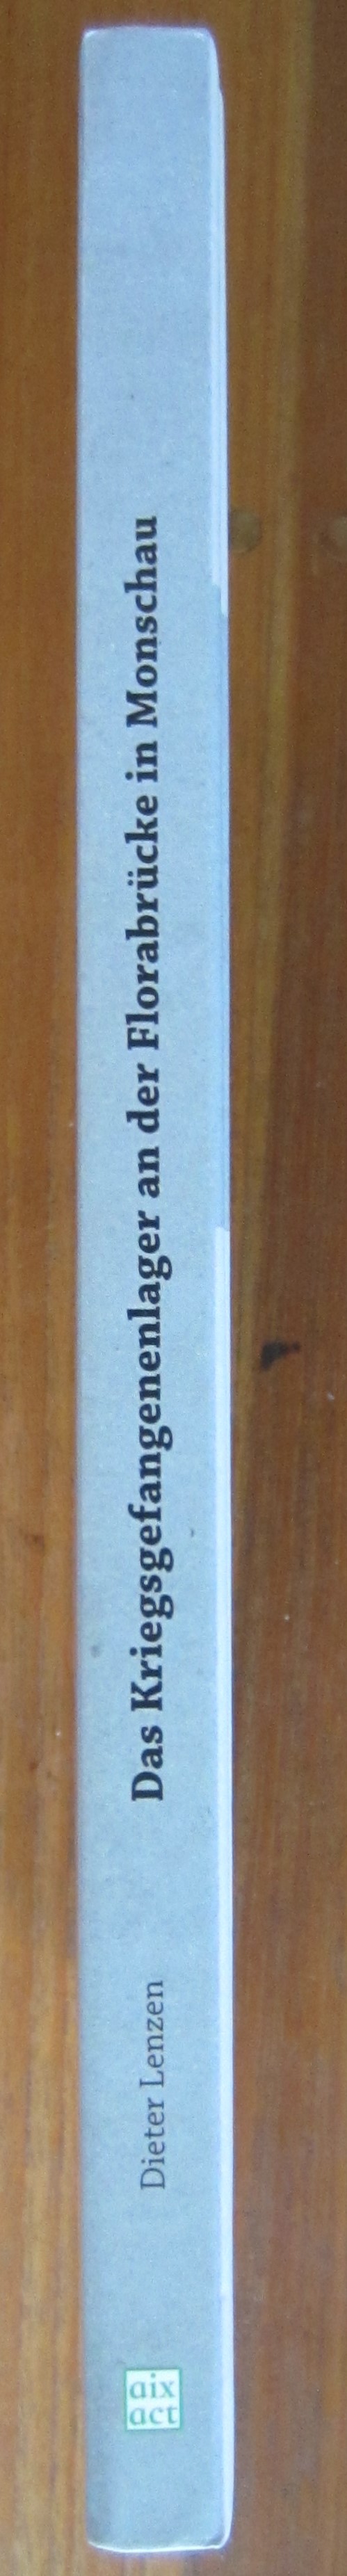 Dieter Lenzen
Das Kriegsgefangenenlager an der Florabrücke in Monschau
aix
act